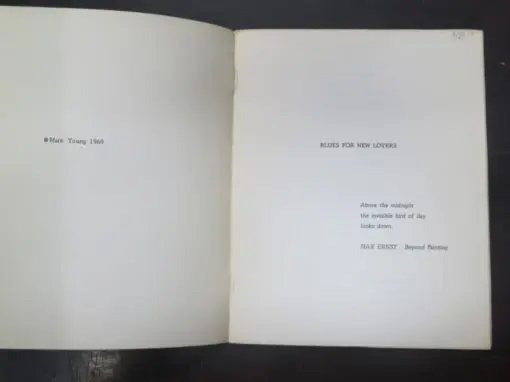 Young 1969
BLUES FOR NEW LOVERS
Above the midnight
the invisible bird of day
looks down.
MAX ERNST : Beyond Painting